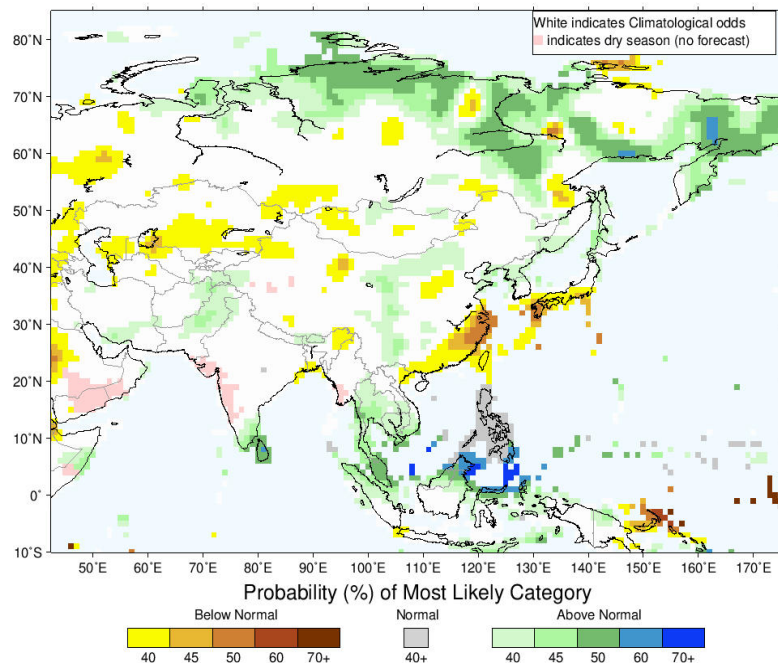 White indicates Climatological odds
indicates dry season (no forecast)
80˚N
70˚N
60˚N
50˚N
40˚N
30˚N
20˚N
10˚N
0˚
10˚S
50˚E 60˚E 70˚E 80˚E 90˚E 100˚E 110˚E 120˚E 130˚E 140˚E 150˚E 160˚E 170˚E
Probability (%) of Most Likely Category
Below Normal Normal Above Normal
40 45 50 60 70+ 40+ 40 45 50 60 70+